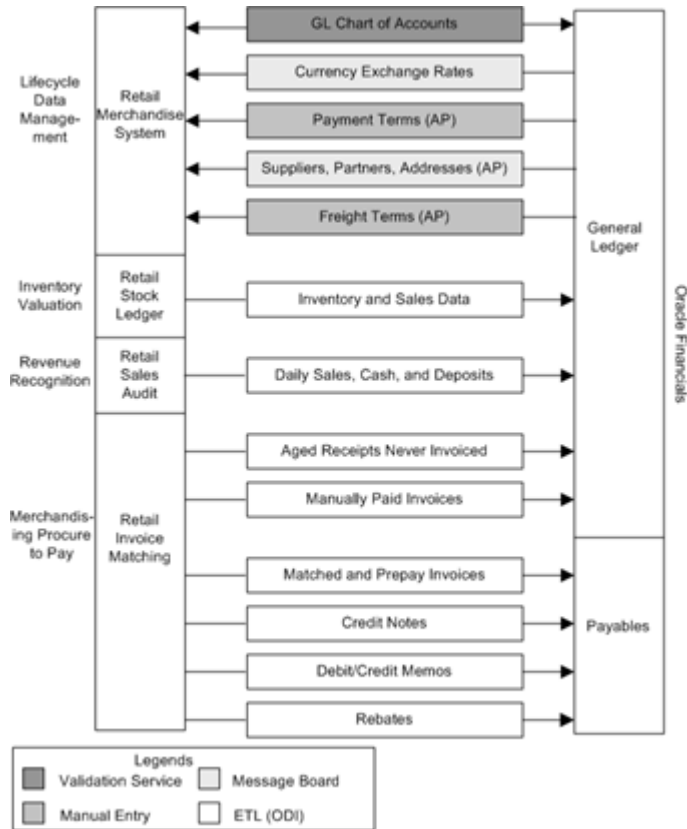 GL Chart of Accounts
Currency Exchange Rates
Payment Terms (AP)
Suppliers, Partners, Addresses (AP)
Freight Terms (AP)
Inventory and Sales Data
Daily Sales, Cash, and Deposits
Aged Receipts Never Invoiced
Manually Paid Invoices
Matched and Prepay Invoices
Credit Notes
Debit/Credit Memos
Rebates
Lifecycle
Data
Manage-
ment
Retail
Merchandise
System
Inventory
Valuation
Retail
Stock
Ledger
Revenue
Recognition
Retail
Sales
Audit
Merchandis-
ing Procure
to Pay
Retail
Invoice
Matching
General
Ledger
Payables
Oracle Financials
Legends
Validation Service
Message Board
Manual Entry
ETL (ODI)